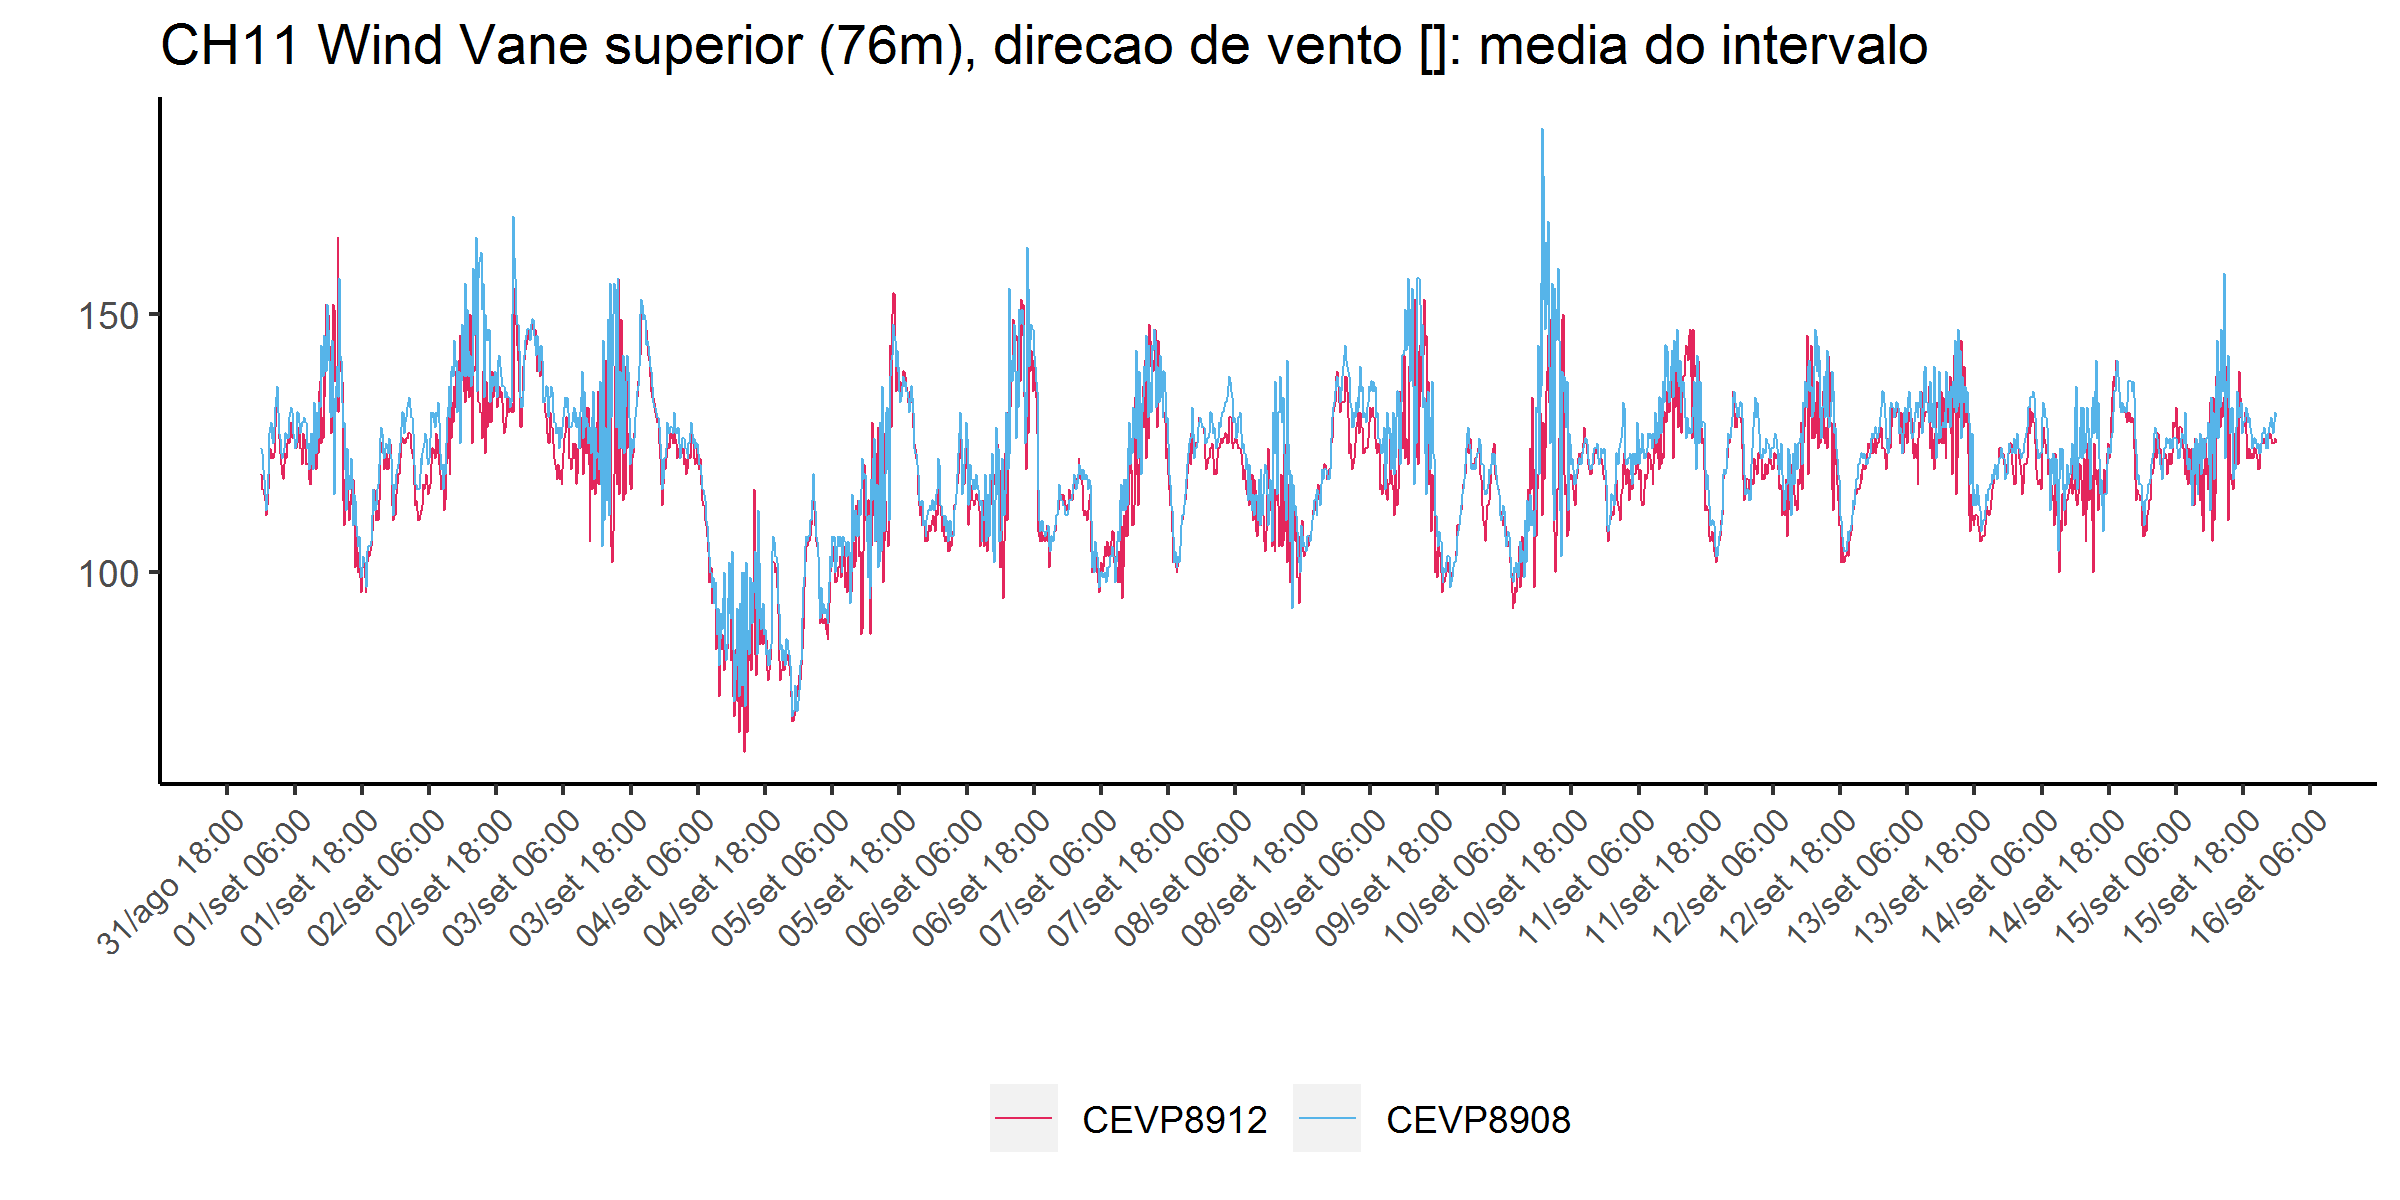 CH11 Wind Vane superior (76m), direcao de vento []: media do intervalo
150
100
31/ago 18:00
01/set 06:00
01/set 18:00
02/set 06:00
02/set 18:00
03/set 06:00
03/set 18:00
04/set 06:00
04/set 18:00
05/set 06:00
05/set 18:00
06/set 06:00
06/set 18:00
07/set 06:00
07/set 18:00
08/set 06:00
08/set 18:00
09/set 06:00
09/set 18:00
10/set 06:00
10/set 18:00
11/set 06:00
11/set 18:00
12/set 06:00
12/set 18:00
13/set 06:00
13/set 18:00
14/set 06:00
14/set 18:00
15/set 06:00
15/set 18:00
16/set 06:00
CEVP8912
CEVP8908